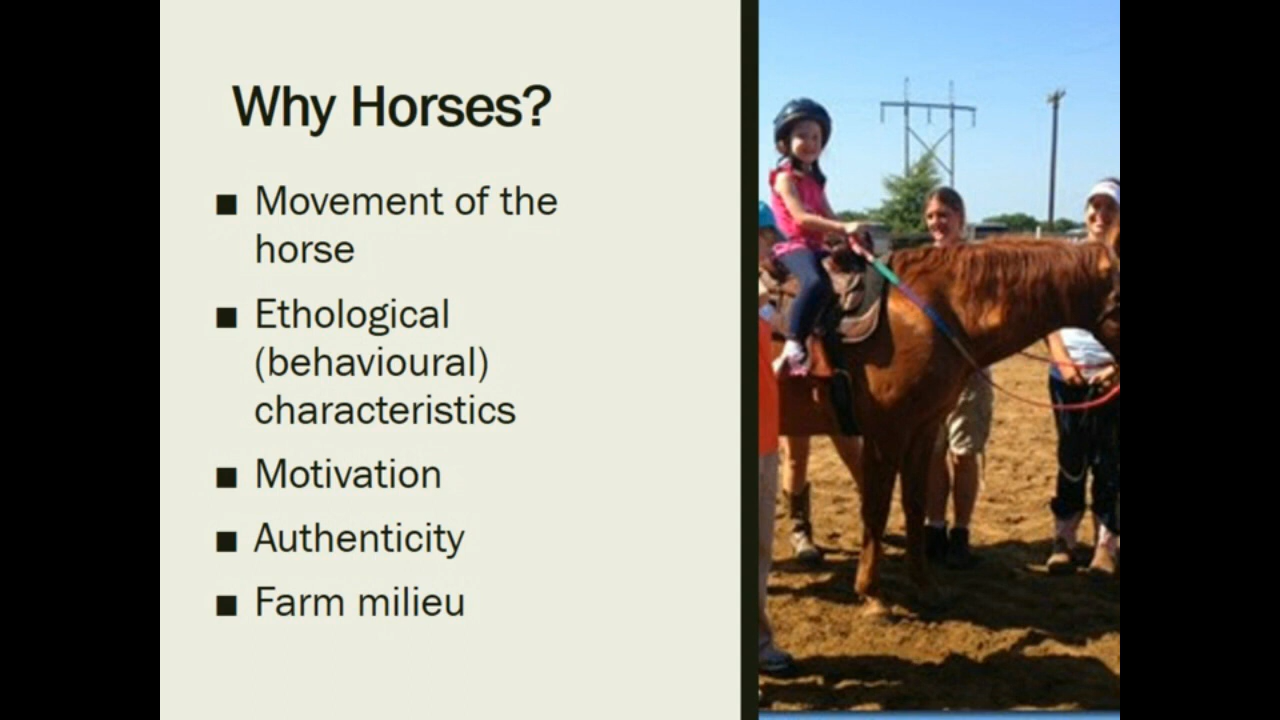 Why Horses?
■ Movement of the
horse
■ Ethological
(behavioural)
characteristics
■ Motivation
■ Authenticity
■ Farm milieu